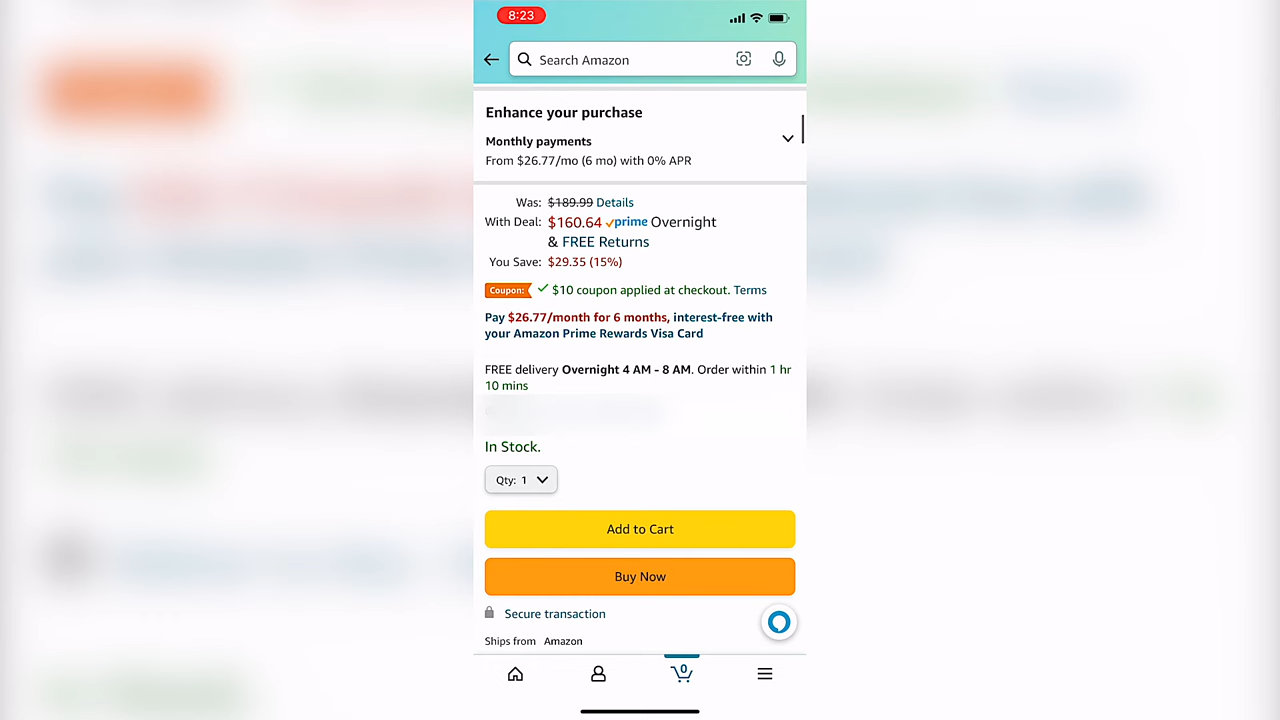 8:23
Search Amazon
Enhance your purchase
Monthly payments
From $26.77/mo (6 mo) with 0% APR
Was: $189.99 Details
With Deal: $160.64 prime Overnight
& FREE Returns
You Save: $29.35 (15%)
Coupon: $10 coupon applied at checkout. Terms
Pay $26.77/month for 6 months, interest-free with
your Amazon Prime Rewards Visa Card
FREE delivery Overnight 4 AM - 8 AM. Order within 1 hr
10 mins
In Stock.
Qty: 1
Add to Cart
Buy Now
Secure transaction
Ships from Amazon
0